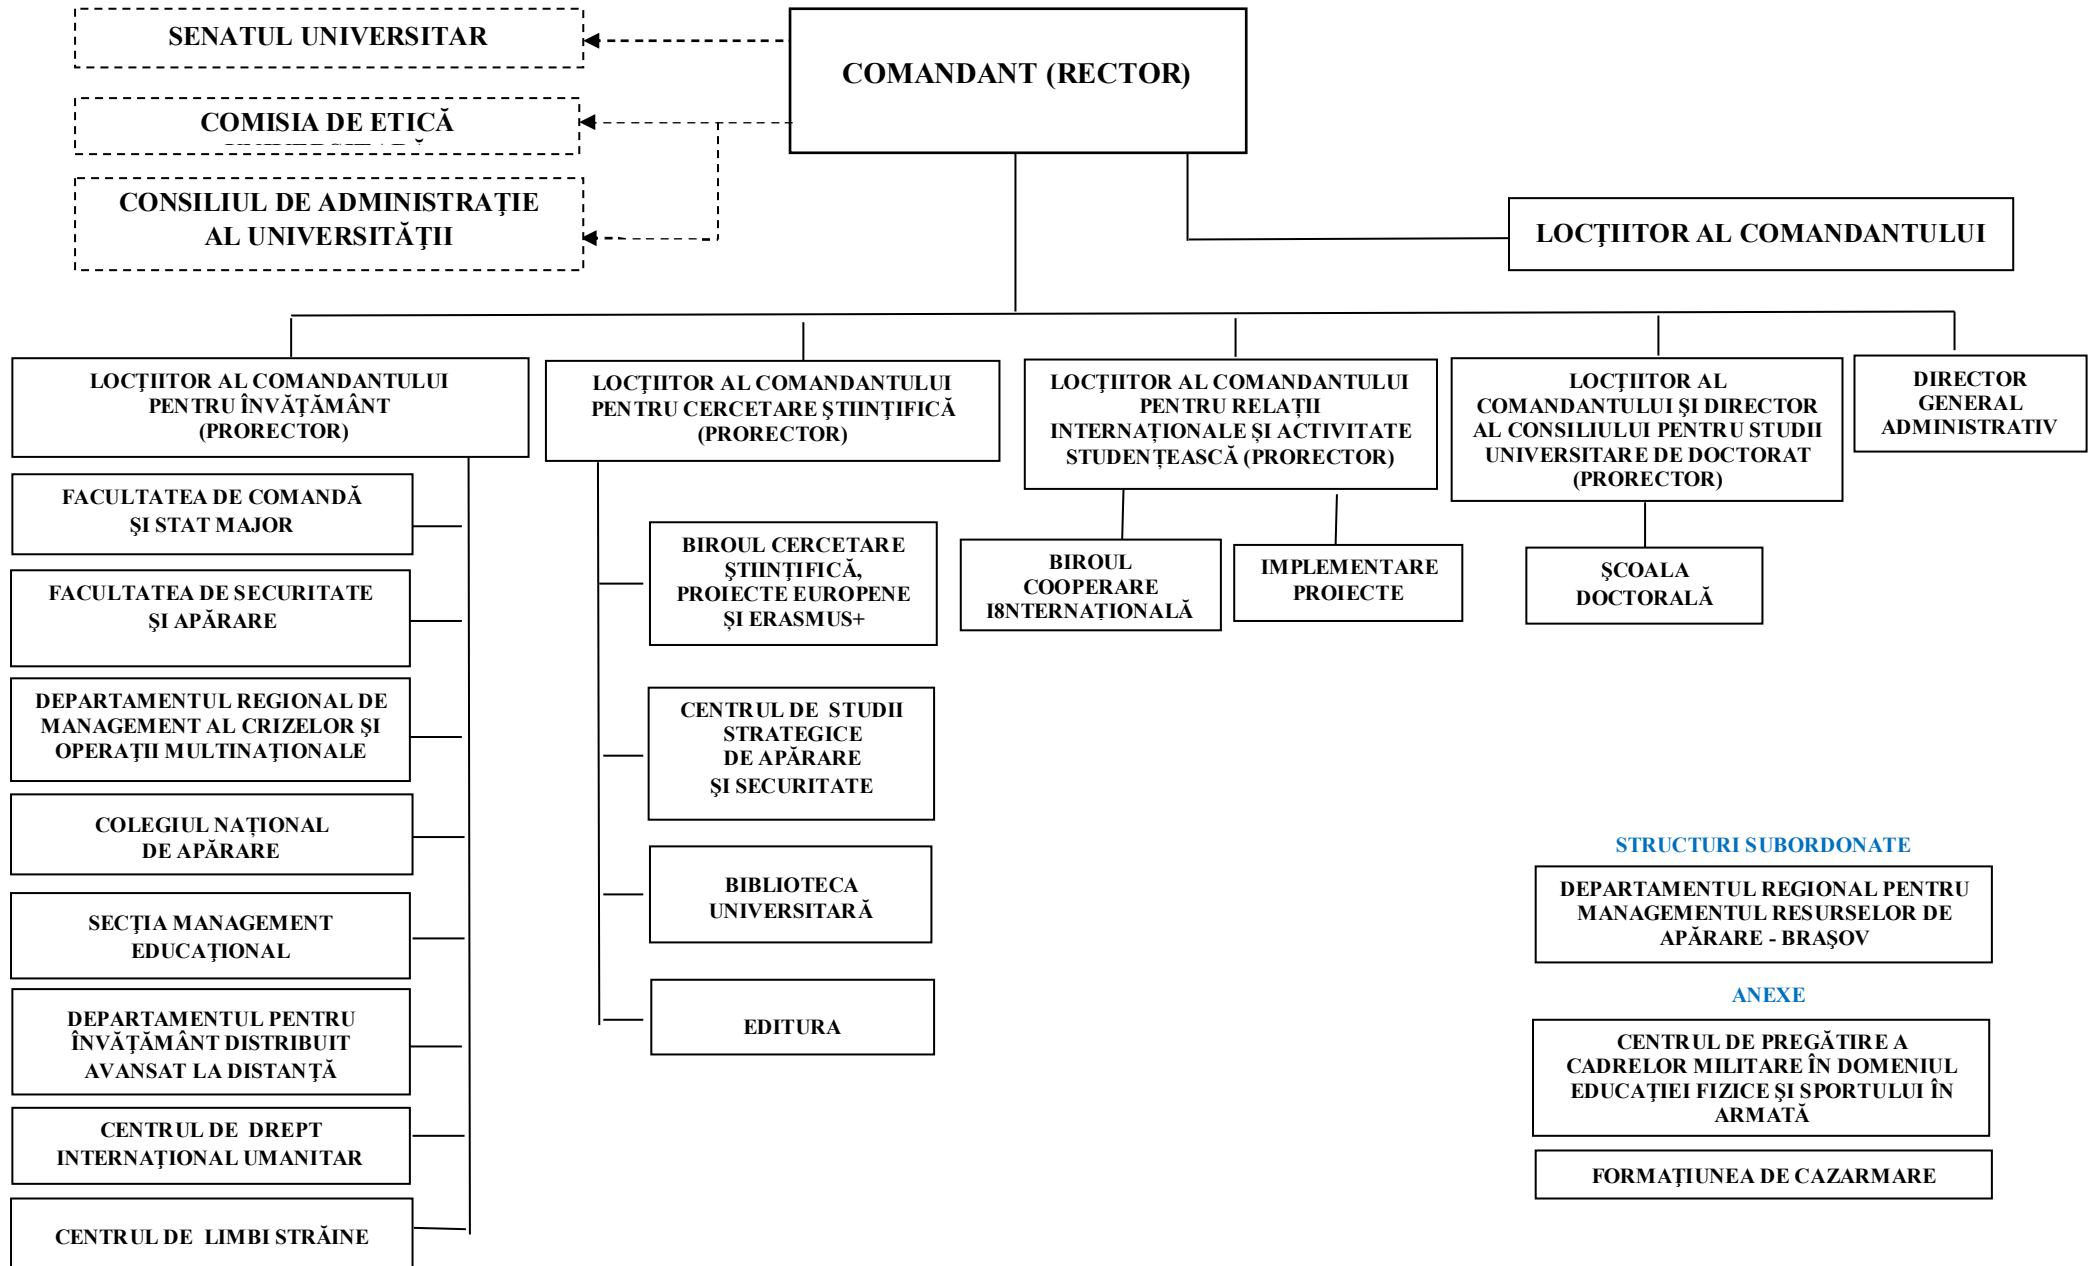 SENATUL UNIVERSITAR
COMANDANT (RECTOR)
COMISIA DE ETICĂ
CONSILIUL DE ADMINISTRAŢIE
AL UNIVERSITĂŢII
LOCŢIITOR AL COMANDANTULUI
LOCŢIITOR AL COMANDANTULUI
PENTRU ÎNVĂŢĂMÂNT
(PRORECTOR)
LOCŢIITOR AL COMANDANTULUI
PENTRU CERCETARE ŞTIINŢIFICĂ
(PRORECTOR)
LOCŢIITOR AL COMANDANTULUI
PENTRU RELAȚII
INTERNAȚIONALE ȘI ACTIVITATE
STUDENȚEASCĂ (PRORECTOR)
LOCŢIITOR AL
COMANDANTULUI ŞI DIRECTOR
AL CONSILIULUI PENTRU STUDII
UNIVERSITARE DE DOCTORAT
(PRORECTOR)
DIRECTOR
GENERAL
ADMINISTRATIV
FACULTATEA DE COMANDĂ
ŞI STAT MAJOR
FACULTATEA DE SECURITATE
ŞI APĂRARE
DEPARTAMENTUL REGIONAL DE
MANAGEMENT AL CRIZELOR ŞI
OPERAŢII MULTINAŢIONALE
COLEGIUL NAȚIONAL
DE APĂRARE
SECŢIA MANAGEMENT
EDUCAŢIONAL
DEPARTAMENTUL PENTRU
ÎNVĂŢĂMÂNT DISTRIBUIT
AVANSAT LA DISTANŢĂ
CENTRUL DE DREPT
INTERNAŢIONAL UMANITAR
CENTRUL DE LIMBI STRĂINE
BIROUL CERCETARE
ŞTIINŢIFICĂ,
PROIECTE EUROPENE
ȘI ERASMUS+
CENTRUL DE STUDII
STRATEGICE
DE APĂRARE
ŞI SECURITATE
BIBLIOTECA
UNIVERSITARĂ
EDITURA
BIROUL
COOPERARE
I8NTERNAȚIONALĂ
IMPLEMENTARE
PROIECTE
ŞCOALA
DOCTORALĂ
STRUCTURI SUBORDONATE
DEPARTAMENTUL REGIONAL PENTRU
MANAGEMENTUL RESURSELOR DE
APĂRARE - BRAŞOV
ANEXE
CENTRUL DE PREGĂTIRE A
CADRELOR MILITARE ÎN DOMENIUL
EDUCAŢIEI FIZICE ŞI SPORTULUI ÎN
ARMATĂ
FORMAŢIUNEA DE CAZARMARE